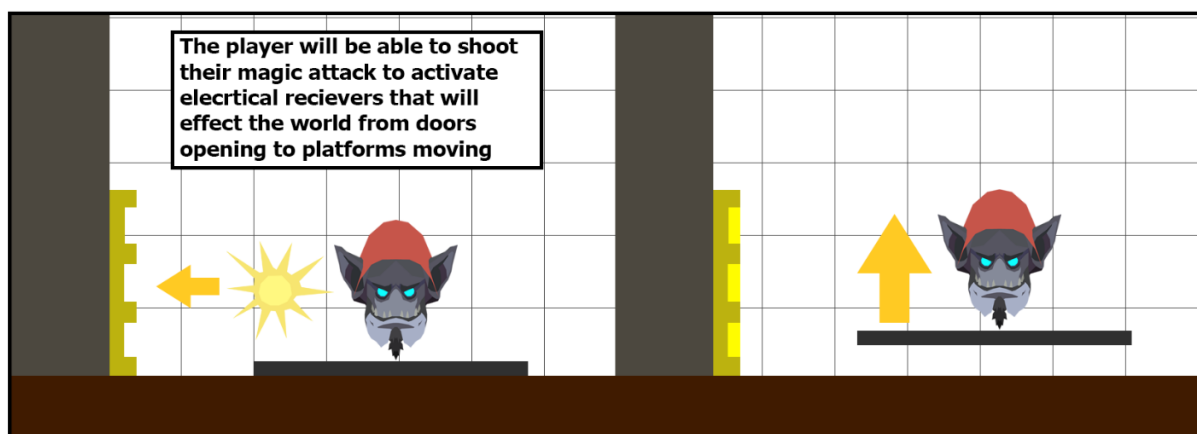 The player will be able to shoot
their magic attack to activate
elecrtical recievers that will
effect the world from doors
opening to platforms moving